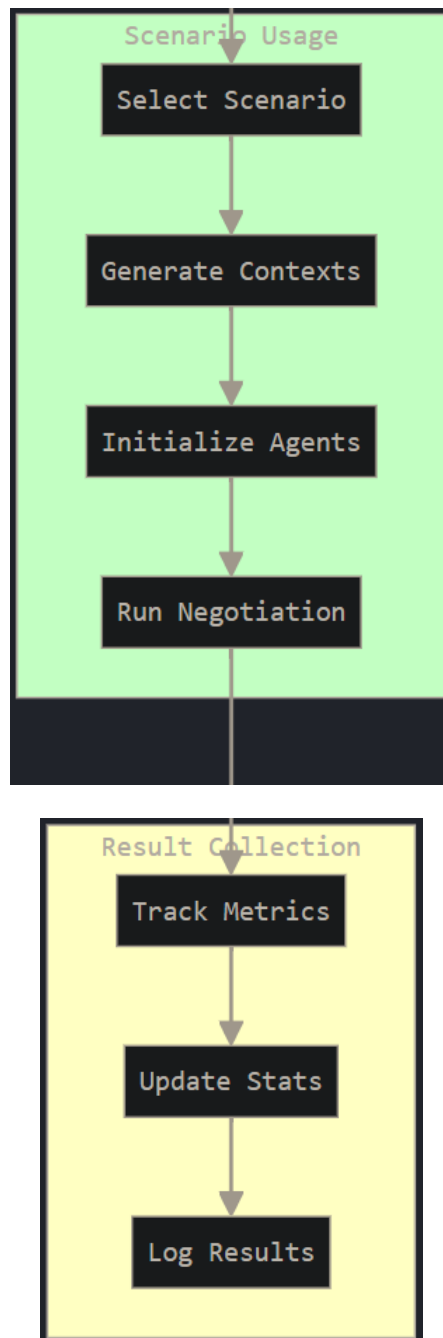 Scenario Usage
Select Scenario
Generate Contexts
Initialize Agents
Run Negotiation
Result Collection
Track Metrics
Update Stats
Log Results